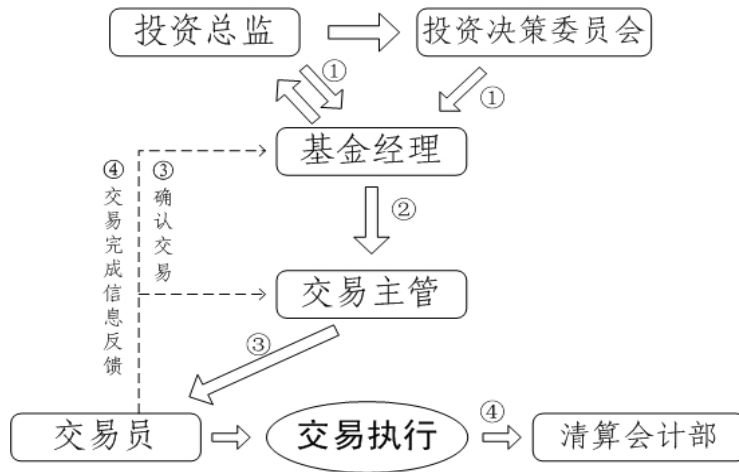 投资总监
投资决策委员会
①
①
基金经理
④交易完成信息反馈
③确认交易
②
交易主管
③
交易员
交易执行
④
清算会计部